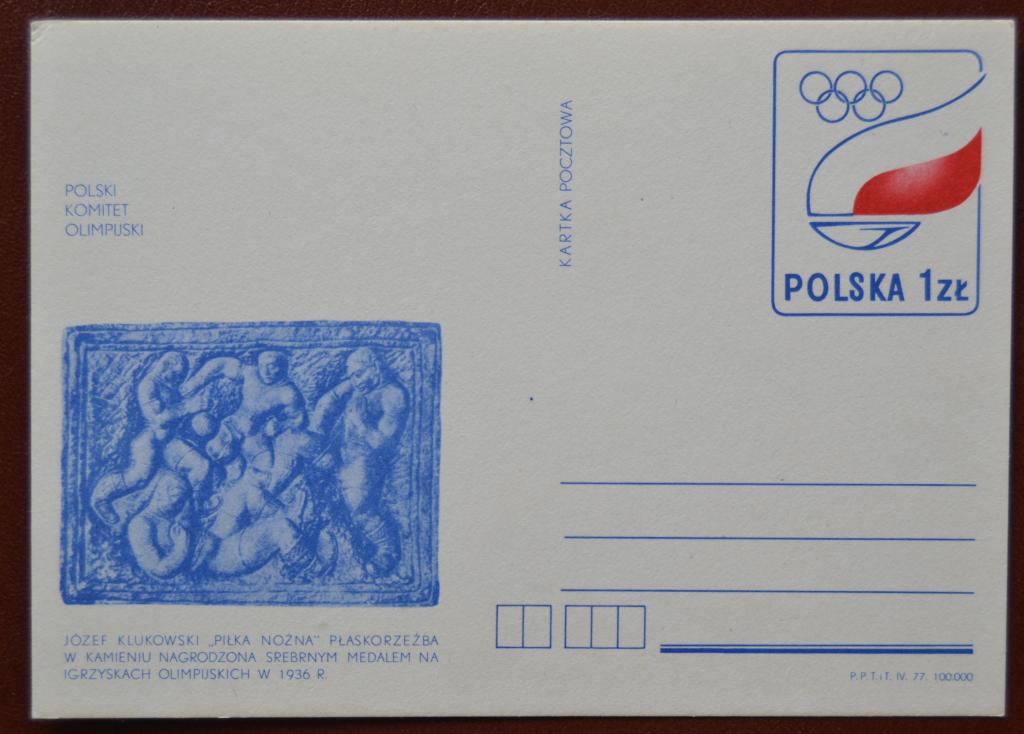 POLSKI
KOMITET
OLIMPIJSKI
KARTKA POCZTOWA
POLSKA 1ZŁ
JÓZEF KLUKOWSKI „PIŁKA NOŻNA" PŁASKORZEŹBA
W KAMIENIU NAGRODZONA SREBRNYM MEDALEM NA
IGRZYSKACH OLIMPIJSKICH W 1936 R.
P.P.T.iT. IV. 77. 100.000